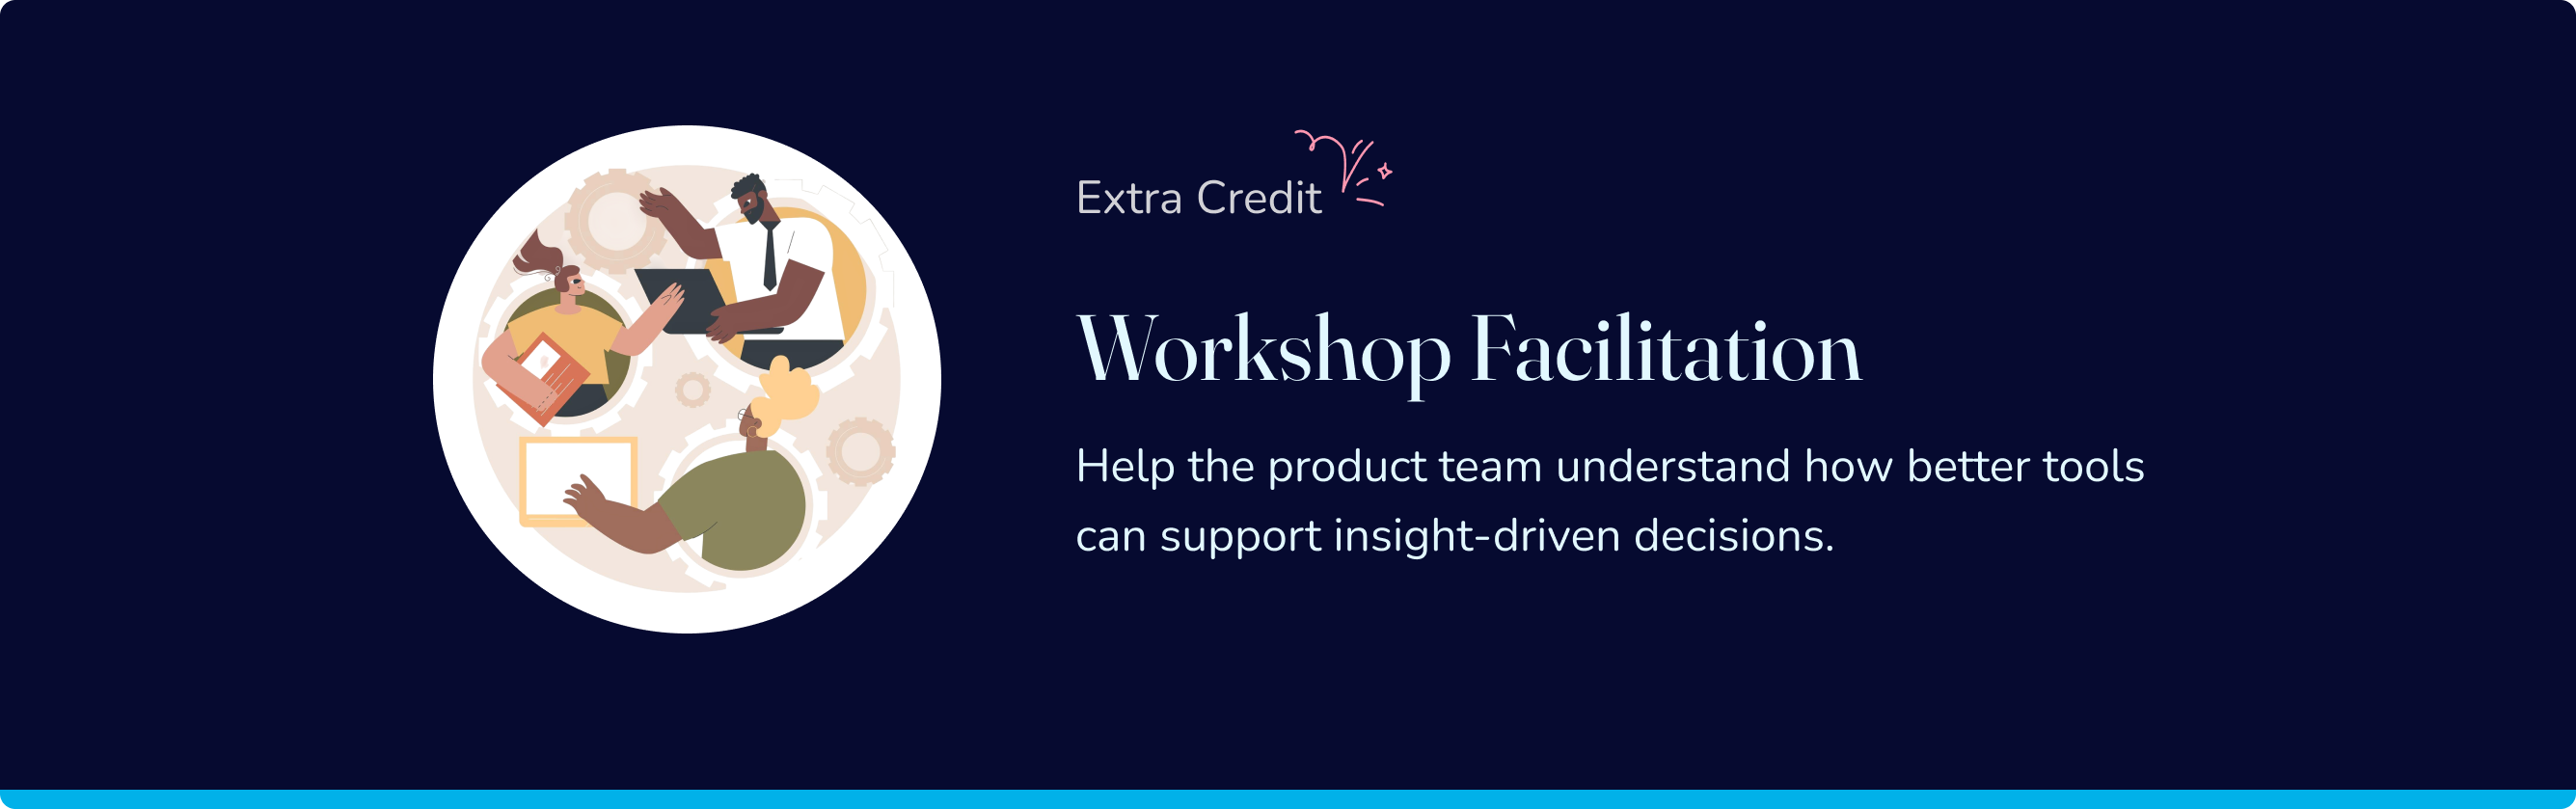 Extra Credit
Workshop Facilitation
Help the product team understand how better tools
can support insight-driven decisions.